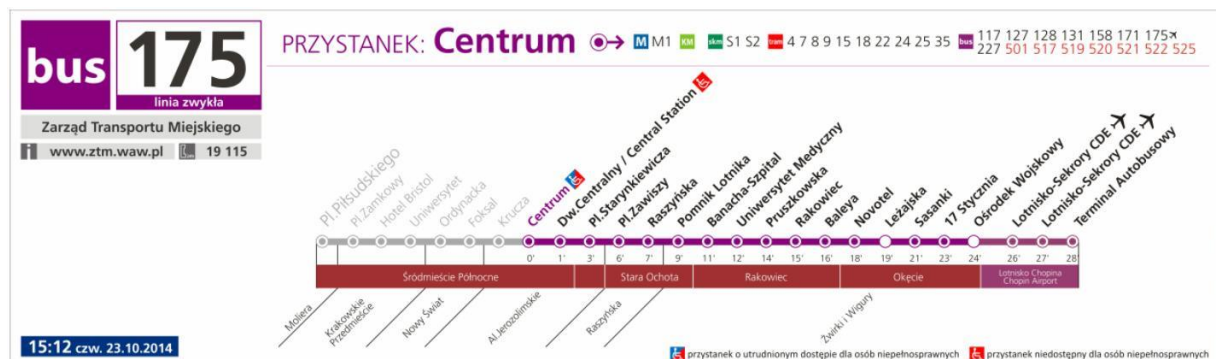 bus 175
linia zwykła
Zarząd Transportu Miejskiego
www.ztm.waw.pl 19 115
PRZYSTANEK: Centrum M M1 KM skm S1 S2 tram 4 7 8 9 15 18 22 24 25 35 bus 117 127 128 131 158 171 175
227 501 517 519 520 521 522 525
Pl.Piłsudskiego
Pl.Zamkowy
Hotel Bristol
Uniwersytet
Ordynacka
Foksal
Krucza
Centrum
Dw.Centralny / Central Station
Pl.Starynkiewicza
Pl.Zawiszy
Raszyńska
Pomnik Lotnika
Banacha-Szpital
Uniwersytet Medyczny
Pruszkowska
Rakowiec
Baleya
Novotel
Leżajska
Sasanki
17 Stycznia
Ośrodek Wojskowy
Lotnisko-Sekrory CDE
Lotnisko-Sekrory CDE
Terminal Autobusowy
0' 1' 3' 6' 7' 9' 11' 12' 14' 15' 16' 18' 19' 21' 23' 24' 26' 27' 28'
Śródmieście Północne Stara Ochota Rakowiec Okęcie Lotnisko Chopina
Chopin Airport
Moliera
Krakowskie
Przedmieście
Nowy Świat
Al.Jerozolimskie
Raszyńska
Żwirki i Wigury
15:12 czw. 23.10.2014
przystanek o utrudnionym dostępie dla osób niepełnosprawnych przystanek niedostępny dla osób niepełnosprawnych